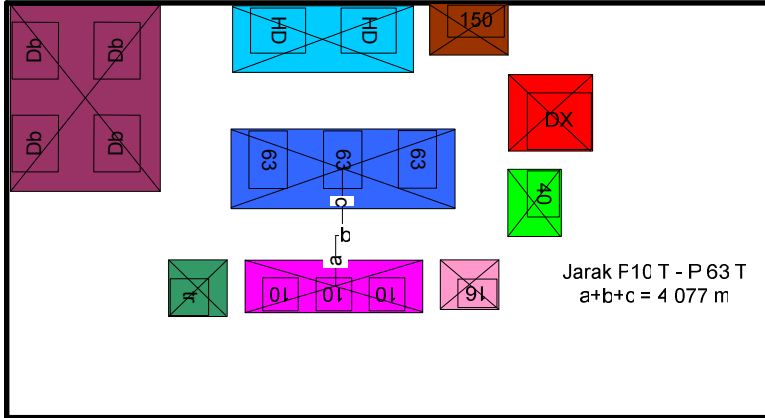 Db
Db
HD
HD
150
DX
Db
Db
63
63
63
40
c
b
a
tr
10
10
10
16
Jarak F10 T - P 63 T
a+b+c = 4 077 m